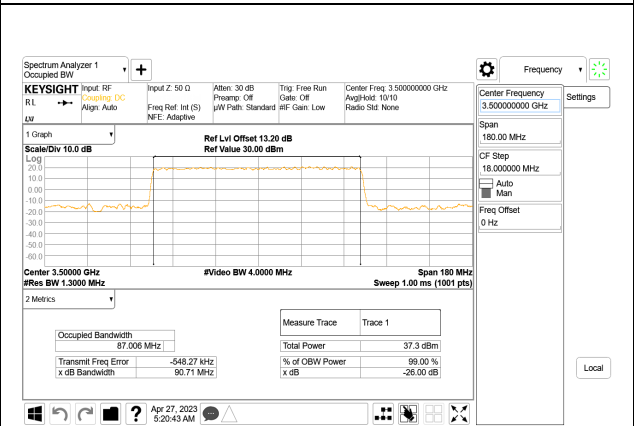 Spectrum Analyzer 1
Occupied BW
+
Frequency
KEYSIGHT
R L
LXI
Input: RF
Coupling: DC
Align: Auto
Input Z: 50 Ω
Freq Ref: Int (S)
NFE: Adaptive
Atten: 30 dB
Preamp: Off
µW Path: Standard
Trig: Free Run
Gate: Off
#IF Gain: Low
Center Freq: 3.500000000 GHz
Avg|Hold: 10/10
Radio Std: None
Center Frequency
3.500000000 GHz
Settings
Span
180.00 MHz
CF Step
18.000000 MHz
Auto
Man
Freq Offset
0 Hz
Local
1 Graph
Scale/Div 10.0 dB
Ref Lvl Offset 13.20 dB
Ref Value 30.00 dBm
Log
20.0
10.0
0.00
-10.0
-20.0
-30.0
-40.0
-50.0
-60.0
Center 3.50000 GHz
#Res BW 1.3000 MHz
#Video BW 4.0000 MHz
Span 180 MHz
Sweep 1.00 ms (1001 pts)
2 Metrics
Occupied Bandwidth
87.006 MHz
Transmit Freq Error -548.27 kHz
x dB Bandwidth 90.71 MHz
Measure Trace Trace 1
Total Power 37.3 dBm
% of OBW Power 99.00 %
x dB -26.00 dB
?
Apr 27, 2023
5:20:43 AM